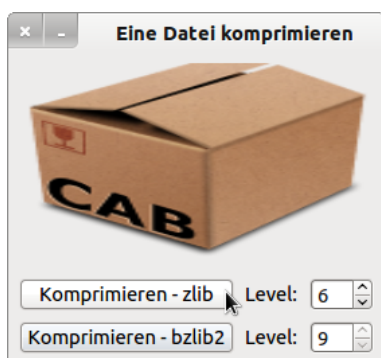 Eine Datei komprimieren
CAB
Komprimieren - zlib Level: 6
Komprimieren - bzlib2 Level: 9